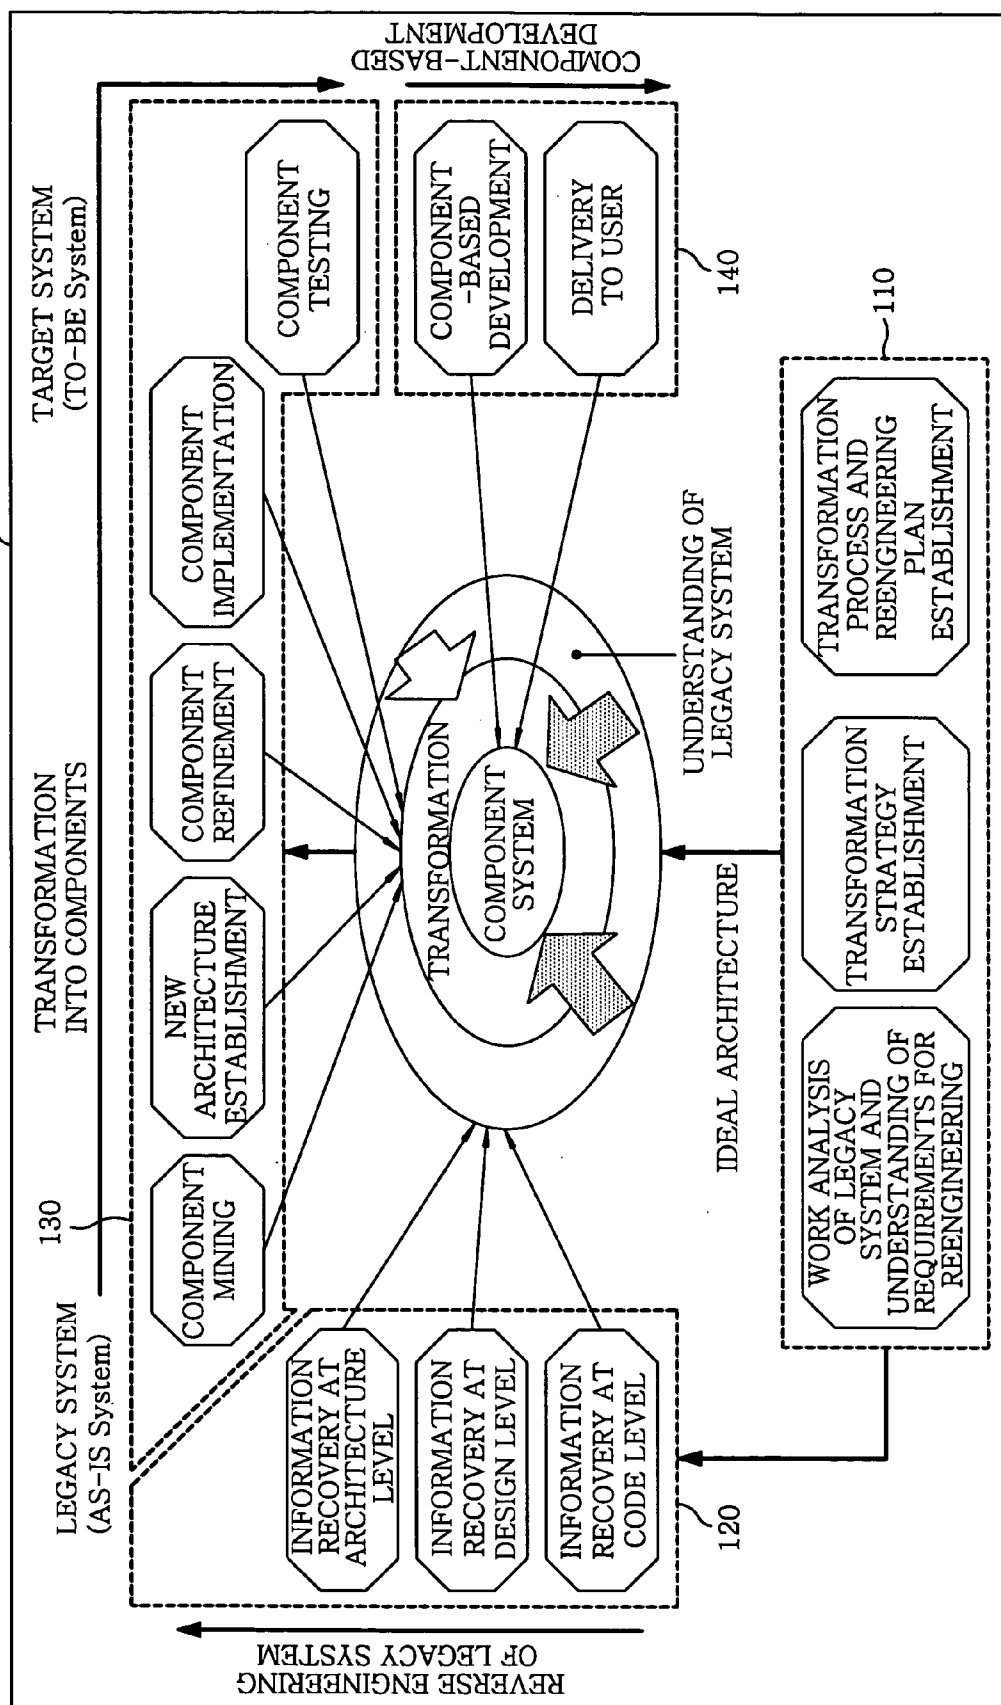 LEGACY SYSTEM
(AS-IS System)
TRANSFORMATION
INTO COMPONENTS
TARGET SYSTEM
(TO-BE System)
130
COMPONENT
MINING
NEW
ARCHITECTURE
ESTABLISHMENT
COMPONENT
REFINEMENT
COMPONENT
IMPLEMENTATION
COMPONENT
TESTING
REVERSE ENGINEERING
OF LEGACY SYSTEM
INFORMATION
RECOVERY AT
ARCHITECTURE
LEVEL
INFORMATION
RECOVERY AT
DESIGN LEVEL
INFORMATION
RECOVERY AT
CODE LEVEL
120
TRANSFORMATION
COMPONENT
SYSTEM
COMPONENT
-BASED
DEVELOPMENT
DELIVERY
TO USER
140
COMPONENT-BASED
DEVELOPMENT
UNDERSTANDING OF
LEGACY SYSTEM
IDEAL ARCHITECTURE
110
WORK ANALYSIS
OF LEGACY
SYSTEM AND
UNDERSTANDING OF
REQUIREMENTS FOR
REENGINEERING
TRANSFORMATION
STRATEGY
ESTABLISHMENT
TRANSFORMATION
PROCESS AND
REENGINEERING
PLAN
ESTABLISHMENT